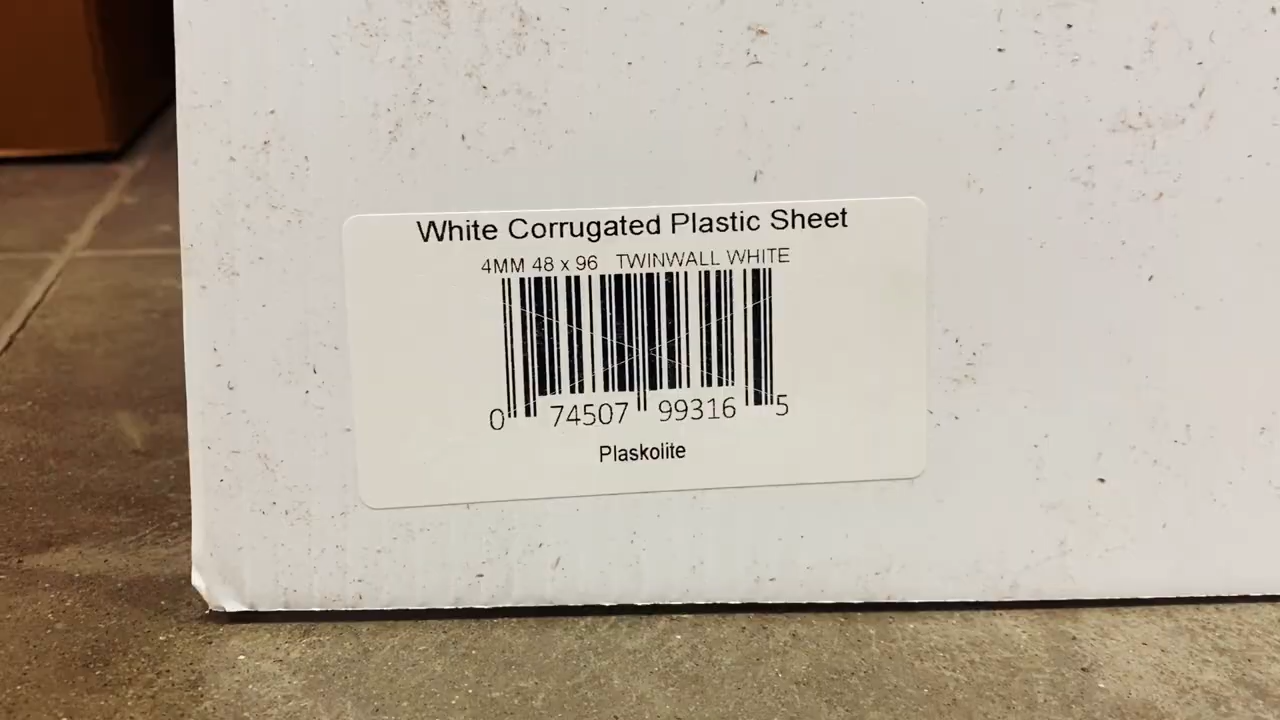 White Corrugated Plastic Sheet
4MM 48 x 96 TWINWALL WHITE
0 74507 99316 5
Plaskolite